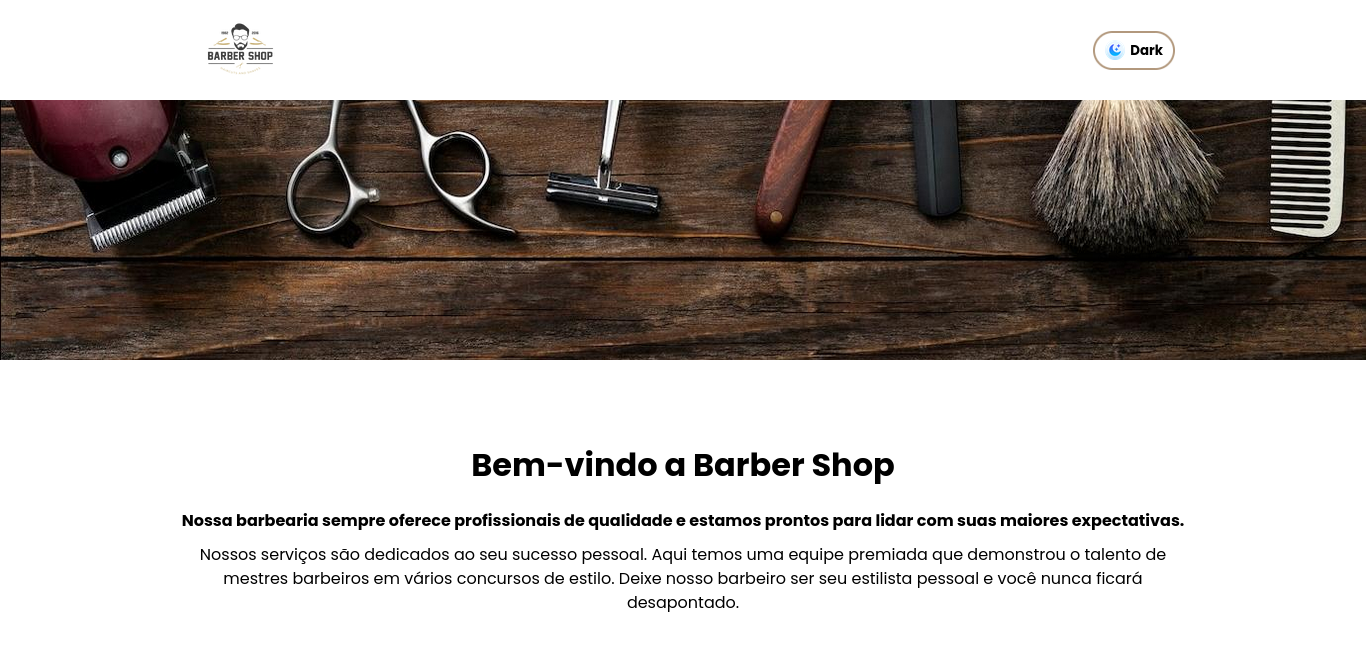 BARBER SHOP
Dark
Bem-vindo a Barber Shop
Nossa barbearia sempre oferece profissionais de qualidade e estamos prontos para lidar com suas maiores expectativas.
Nossos serviços são dedicados ao seu sucesso pessoal. Aqui temos uma equipe premiada que demonstrou o talento de
mestres barbeiros em vários concursos de estilo. Deixe nosso barbeiro ser seu estilista pessoal e você nunca ficará
desapontado.